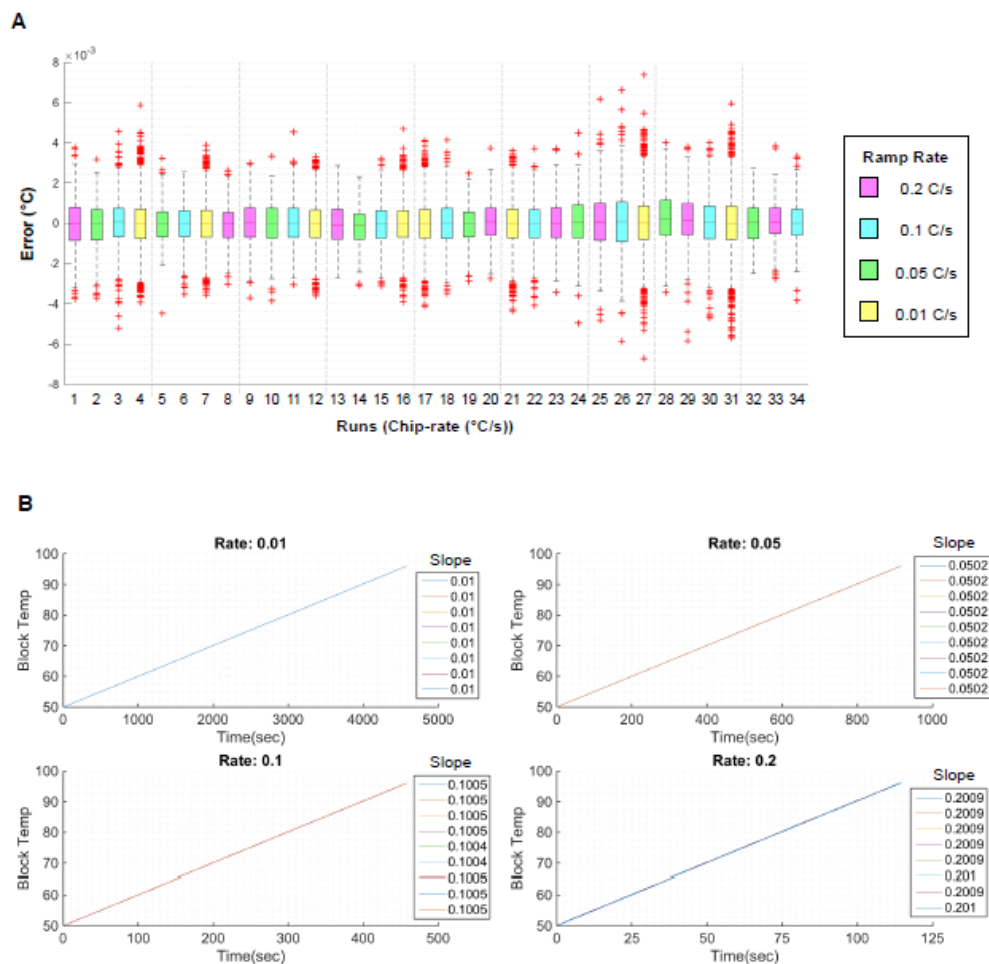 A
×10⁻³
8
6
4
2
0
-2
-4
-6
-8
Error (°C)
1 2 3 4 5 6 7 8 9 10 11 12 13 14 15 16 17 18 19 20 21 22 23 24 25 26 27 28 29 30 31 32 33 34
Runs (Chip-rate (°C/s))
Ramp Rate
0.2 C/s
0.1 C/s
0.05 C/s
0.01 C/s
B
Rate: 0.01
Slope
100
90
80
70
60
50
Block Temp
0 1000 2000 3000 4000 5000
Time(sec)
0.01
0.01
0.01
0.01
0.01
0.01
0.01
0.01
Rate: 0.05
Slope
100
90
80
70
60
50
Block Temp
0 200 400 600 800 1000
Time(sec)
0.0502
0.0502
0.0502
0.0502
0.0502
0.0502
0.0502
0.0502
0.0502
Rate: 0.1
Slope
100
90
80
70
60
50
Block Temp
0 100 200 300 400 500
Time(sec)
0.1005
0.1005
0.1005
0.1005
0.1004
0.1004
0.1005
0.1005
0.1005
Rate: 0.2
Slope
100
90
80
70
60
50
Block Temp
0 25 50 75 100 125
Time(sec)
0.2009
0.2009
0.2009
0.2009
0.2009
0.201
0.2009
0.201